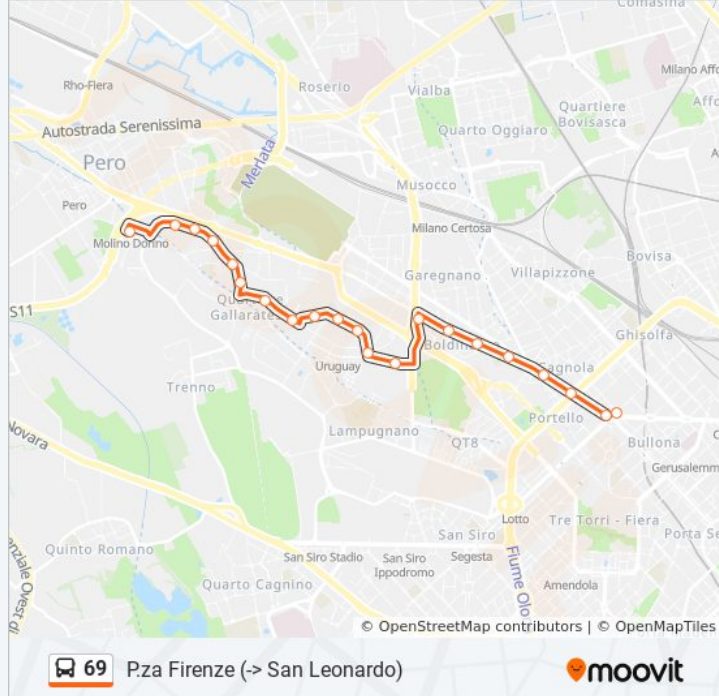 Comasina
Rho-Fiera
Roserio
Vialba
Milano Affo
Quartiere
Bovisasca
Affo
Autostrada Serenissima
Quarto Oggiaro
Pero
Merlata
Musocco
Pero
Molino Dorino
Milano Certosa
Bovisa
Garegnano
Villapizzone
S11
Gallarate
Ghisolfa
Uruguay
Trenno
Portello
Lampugnano
QT8
Bullona
Gerusalemm
Novara
Lotto
Tre Torri - Fiera
San Siro
Porta Se
Quinto Romano
San Siro Stadio
San Siro
Ippodromo
Segesta
Fiume Olo
Quarto Cagnino
Amendola
nziale Ovest di
© OpenStreetMap contributors | © OpenMapTiles
69 P.za Firenze (-> San Leonardo)
moovit